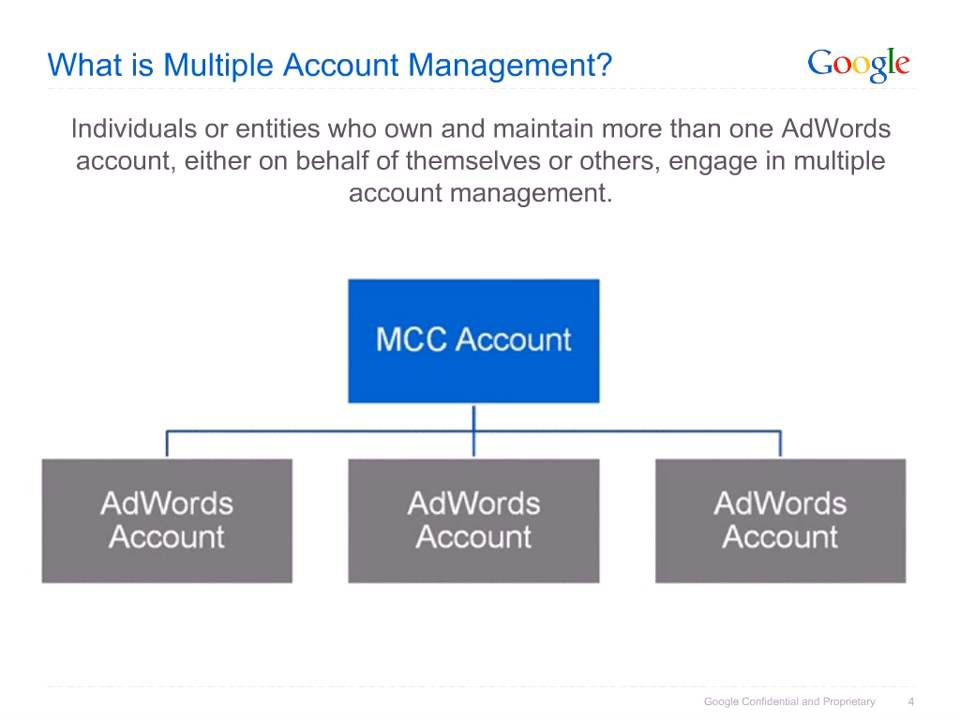 What is Multiple Account Management?
Google
Individuals or entities who own and maintain more than one AdWords
account, either on behalf of themselves or others, engage in multiple
account management.
MCC Account
AdWords
Account
AdWords
Account
AdWords
Account
Google Confidential and Proprietary
4